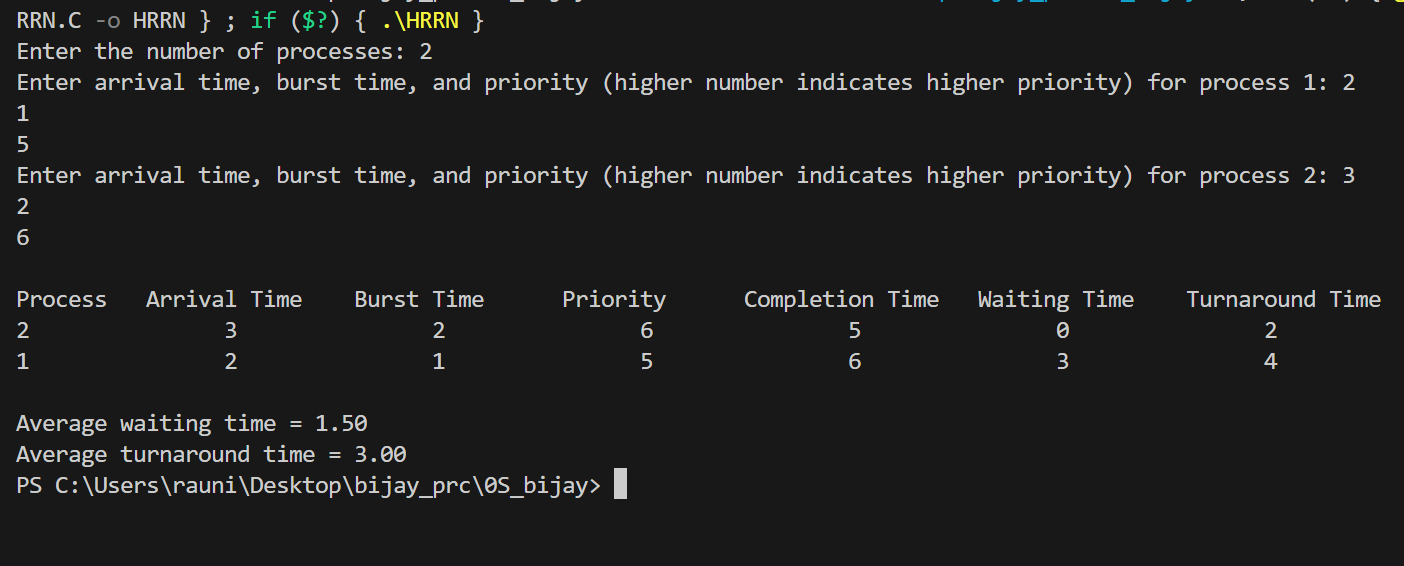 RRN.C -o HRRN } ; if ($?) { .\HRRN }
Enter the number of processes: 2
Enter arrival time, burst time, and priority (higher number indicates higher priority) for process 1: 2
1
5
Enter arrival time, burst time, and priority (higher number indicates higher priority) for process 2: 3
2
6
Process Arrival Time Burst Time Priority Completion Time Waiting Time Turnaround Time
2 3 2 6 5 0 2
1 2 1 5 6 3 4
Average waiting time = 1.50
Average turnaround time = 3.00
PS C:\Users\rauni\Desktop\bijay_prc\0S_bijay>